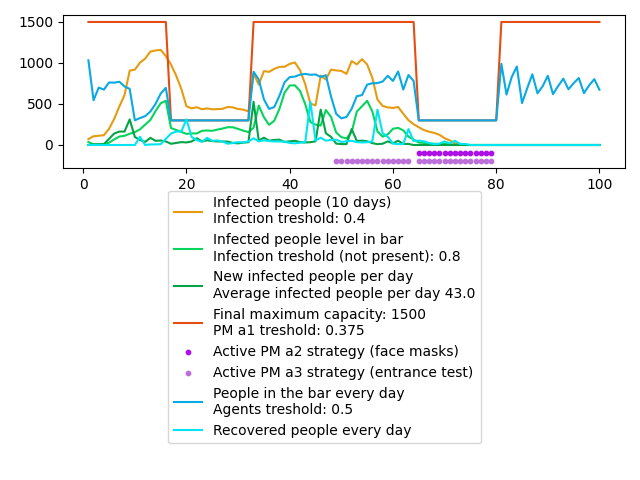 1500
1000
500
0
0
20
40
60
80
100
Infected people (10 days)
Infection treshold: 0.4
Infected people level in bar
Infection treshold (not present): 0.8
New infected people per day
Average infected people per day 43.0
Final maximum capacity: 1500
PM a1 treshold: 0.375
Active PM a2 strategy (face masks)
Active PM a3 strategy (entrance test)
People in the bar every day
Agents treshold: 0.5
Recovered people every day